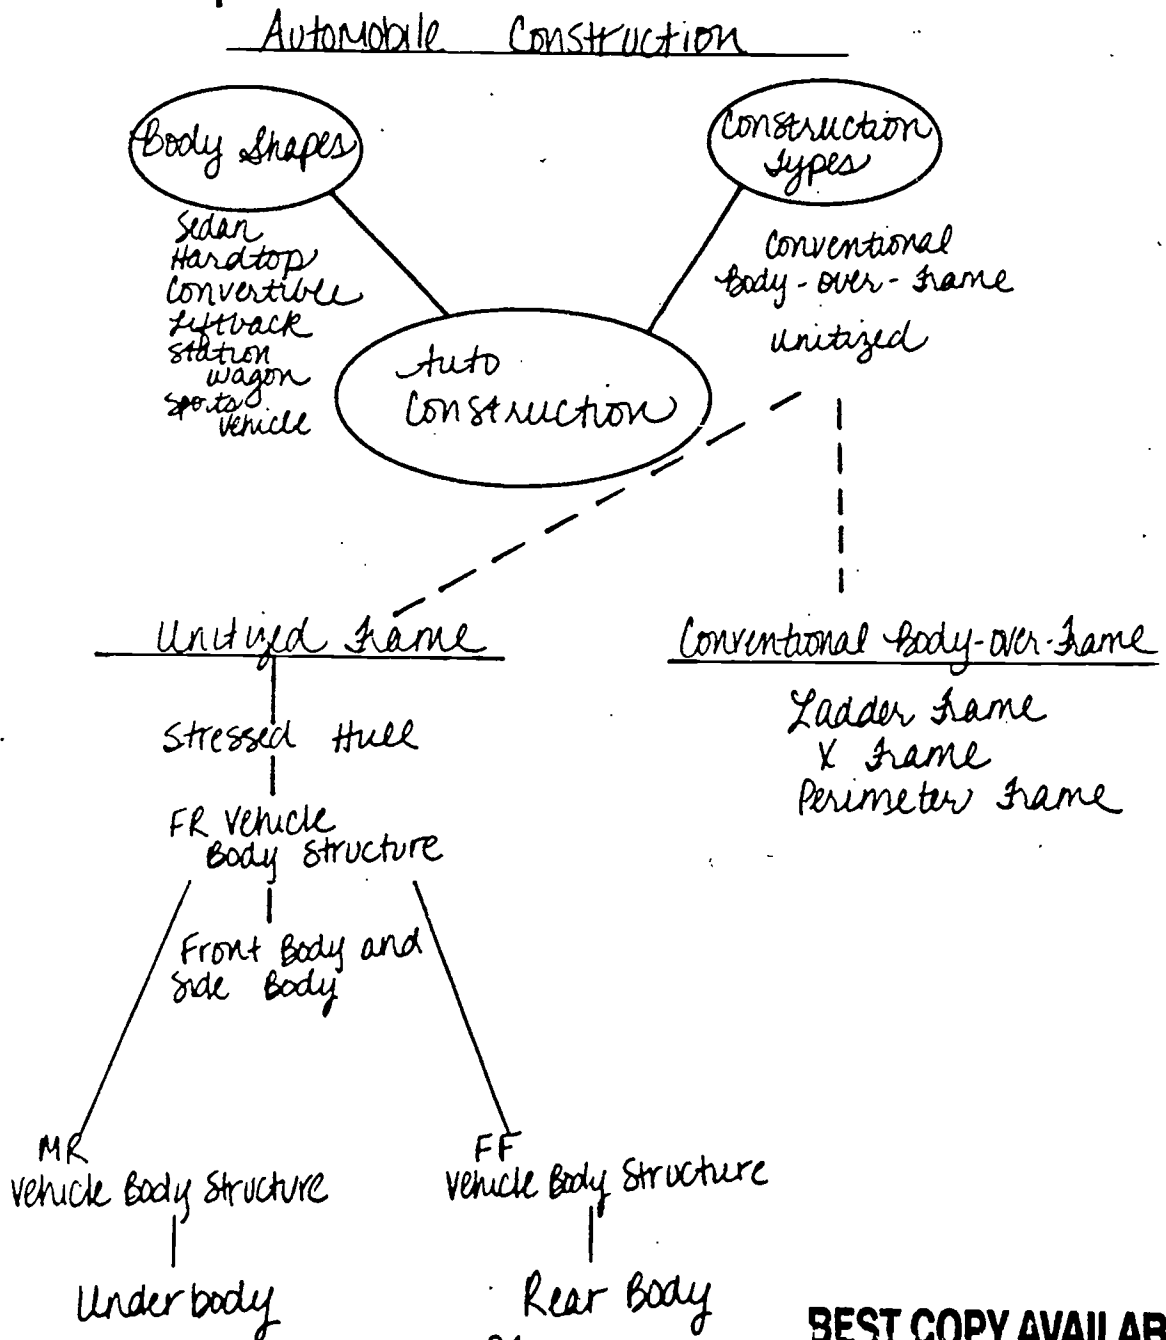 Automobile Construction
Body Shapes
Sedan
Hardtop
Convertible
Liftback
Station
wagon
Sports
Vehicle
Construction
Types
Conventional
Body-over-Frame
Unitized
Auto
Construction
Unitized Frame
Stressed Hull
FR Vehicle
Body Structure
Front Body and
Side Body
MR
Vehicle Body Structure
Underbody
FF
Vehicle Body Structure
Rear Body
Conventional Body-over-Frame
Ladder Frame
X Frame
Perimeter Frame
BEST COPY AVAILAB